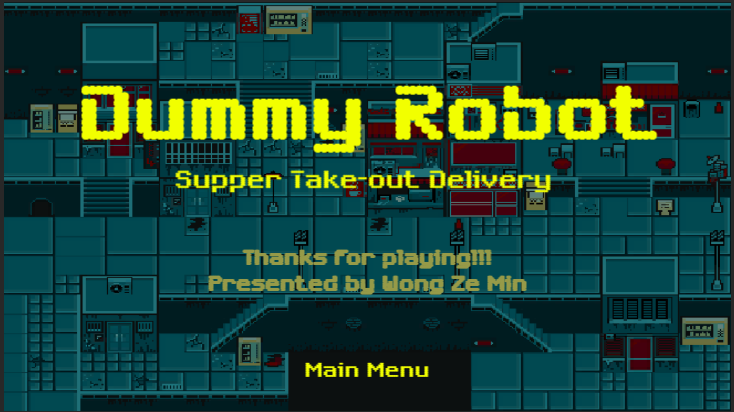 Dummy Robot
Supper Take-out Delivery
Thanks for playing!!!
Presented by Wong Ze Min
Main Menu